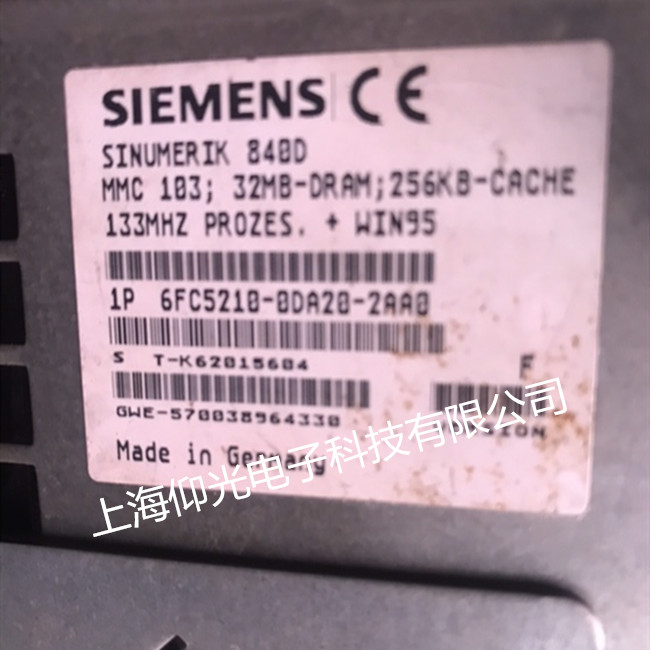 SIEMENS CE
SINUMERIK 840D
MMC 103; 32MB-DRAM;256KB-CACHE
133MHZ PROZES. + WIN95
1P 6FC5210-0DA20-2AA0
S T-K62015604
F
GWE-570038964330
Made in Germany
上海仰光电子科技有限公司